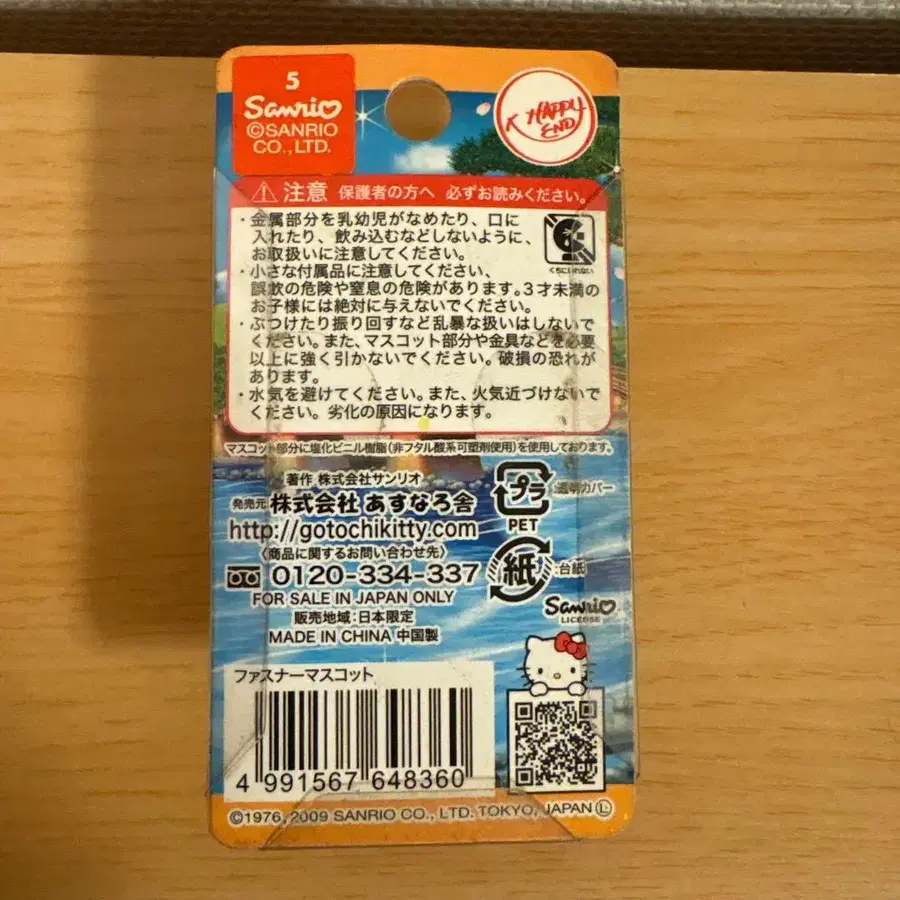 5
Sanrio
©SANRIO
CO.,LTD.
HAPPY
END
注意 保護者の方へ 必ずお読みください。
・金属部分を乳幼児がなめたり、口に
入れたり、飲み込むなどしないように、
お取扱いに注意してください。
くちにいれない
・小さな付属品に注意してください、
誤飲の危険や窒息の危険があります。3才未満の
お子様には絶対に与えないでください。
・ぶつけたり振り回すなど乱暴な扱いはしないで
ください。また、マスコット部分や金具などを必要
以上に強く引かないでください。破損の恐れが
あります。
・水気を避けてください。また、火気近づけないで
ください。劣化の原因になります。
マスコット部分に塩化ビニル樹脂(非フタル酸系可塑剤使用)を使用しております。
著作 株式会社サンリオ
発売元 株式会社 あすなろ舎
http://gotochikitty.com
〈商品に関するお問い合わせ先〉
0120-334-337
FOR SALE IN JAPAN ONLY
販売地域:日本限定
MADE IN CHINA 中国製
プラ :透明カバー
PET
紙 :台紙
Sanrio
LICENSE
ファスナーマスコット
4 991567 648360
©1976, 2009 SANRIO CO., LTD. TOKYO, JAPAN Ⓛ